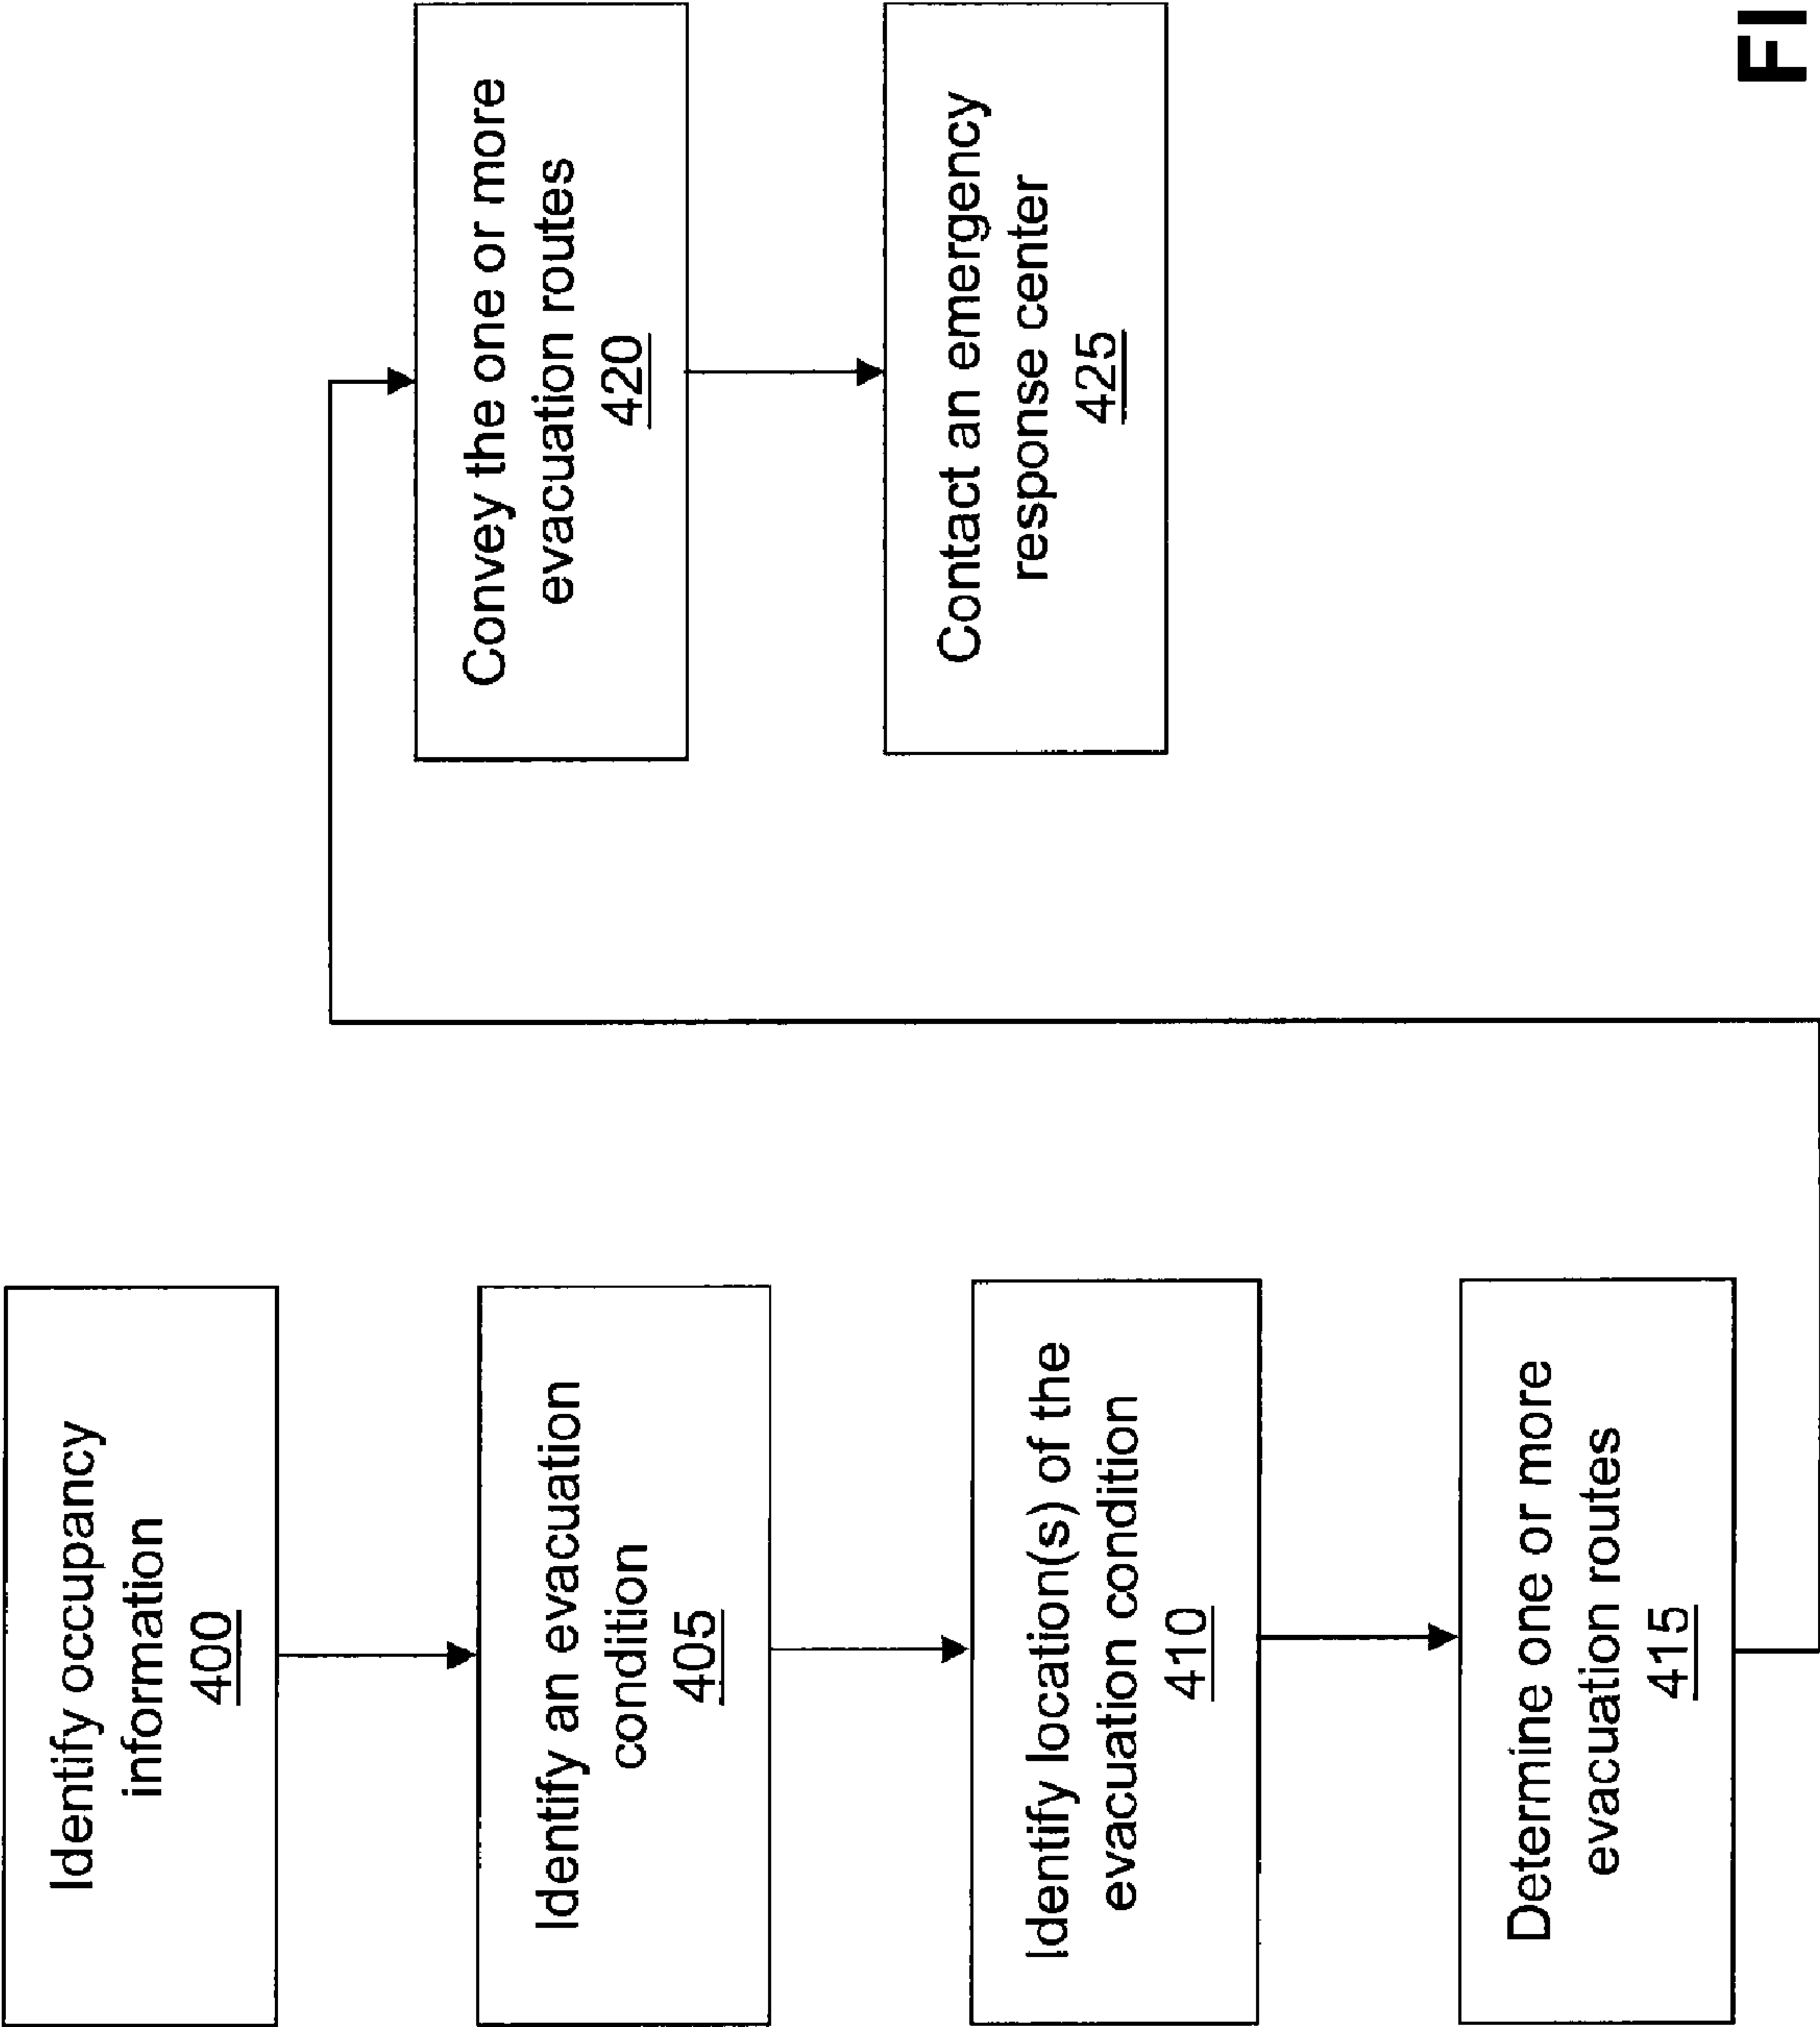 Identify occupancy
information
400
Identify an evacuation
condition
405
Identify location(s) of the
evacuation condition
410
Determine one or more
evacuation routes
415
Convey the one or more
evacuation routes
420
Contact an emergency
response center
425
FI